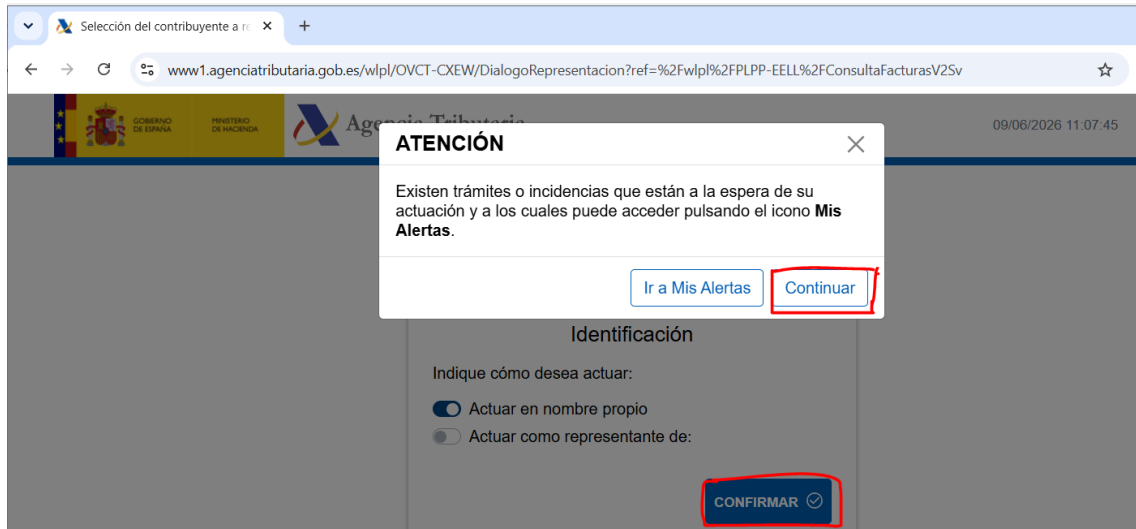 Selección del contribuyente a re
www1.agenciatributaria.gob.es/wlpl/OVCT-CXEW/DialogoRepresentacion?ref=%2Fwlpl%2FPLPP-EELL%2FConsultaFacturasV2Sv
GOBIERNO
DE ESPAÑA
MINISTERIO
DE HACIENDA
Agencia Tributaria
09/06/2026 11:07:45
ATENCIÓN
Existen trámites o incidencias que están a la espera de su
actuación y a los cuales puede acceder pulsando el icono Mis
Alertas.
Ir a Mis Alertas
Continuar
Identificación
Indique cómo desea actuar:
Actuar en nombre propio
Actuar como representante de:
CONFIRMAR